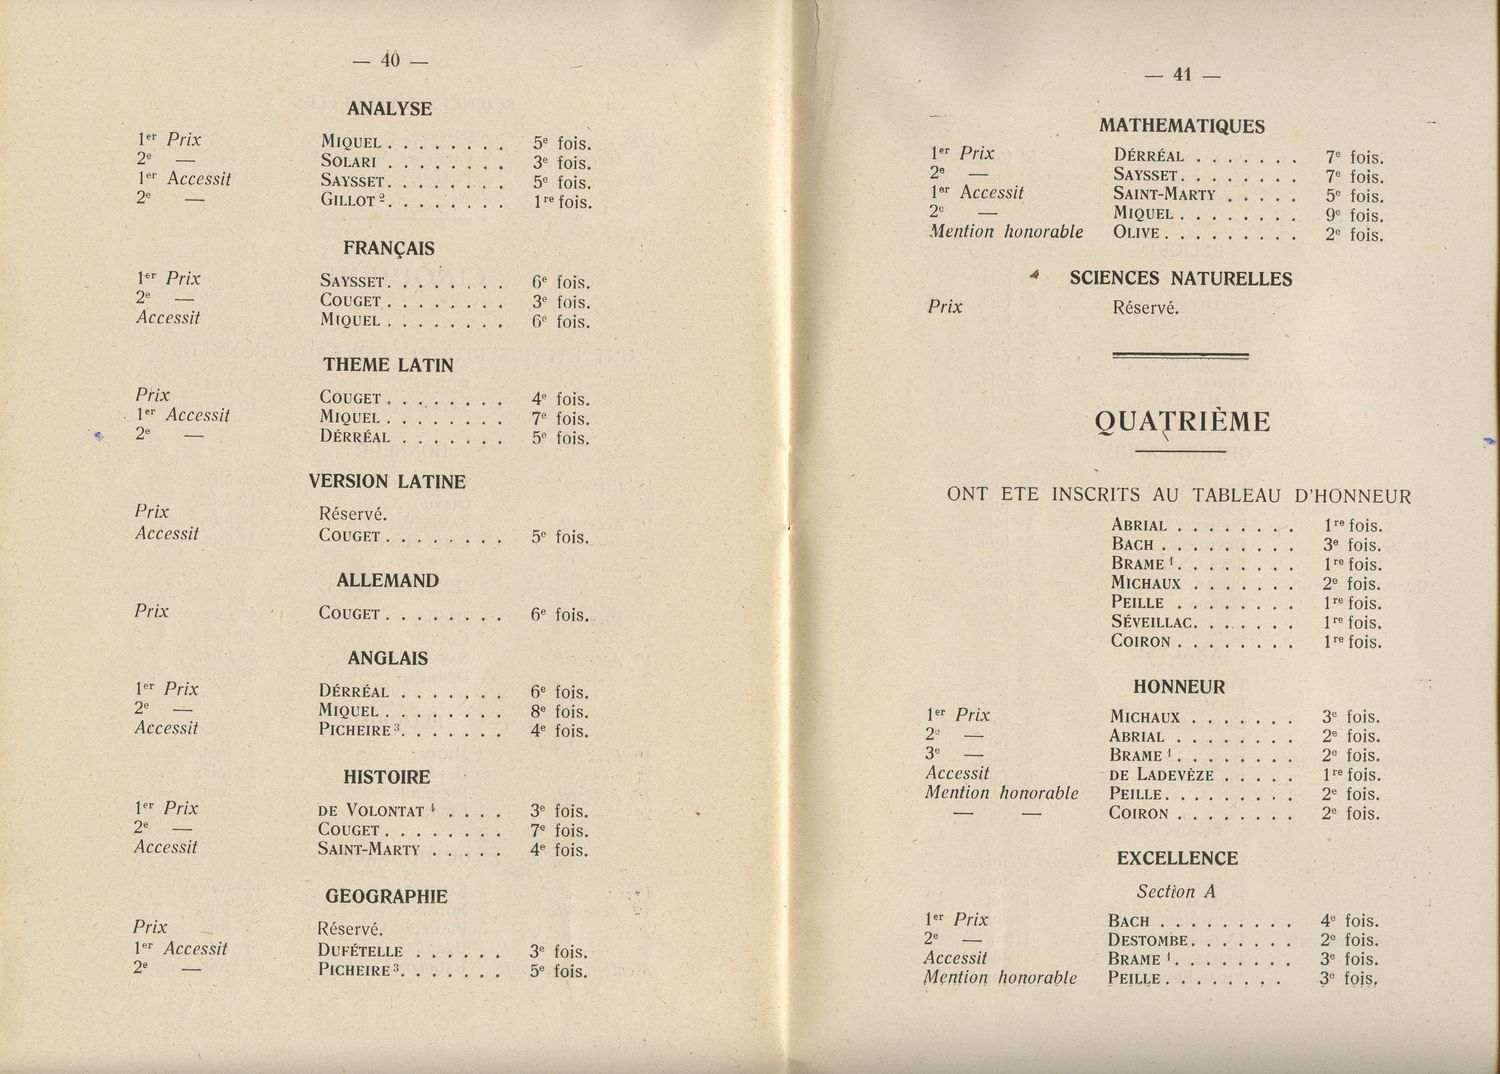 — 40 —
ANALYSE
1er Prix MIQUEL . . . . . . . . 5e fois.
2e — SOLARI . . . . . . . . 3e fois.
1er Accessit SAYSSET. . . . . . . . 5e fois.
2e — GILLOT 2. . . . . . . . 1re fois.
FRANÇAIS
1er Prix SAYSSET. . . . . . . . 6e fois.
2e — COUGET . . . . . . . . 3e fois.
Accessit MIQUEL . . . . . . . . 6e fois.
THEME LATIN
Prix COUGET . . . . . . . . 4e fois.
1er Accessit MIQUEL . . . . . . . . 7e fois.
2e — DÉRRÉAL . . . . . . . 5e fois.
VERSION LATINE
Prix Réservé.
Accessit COUGET . . . . . . . . 5e fois.
ALLEMAND
Prix COUGET . . . . . . . . 6e fois.
ANGLAIS
1er Prix DÉRRÉAL . . . . . . . 6e fois.
2e — MIQUEL . . . . . . . . 8e fois.
Accessit PICHEIRE 3. . . . . . . 4e fois.
HISTOIRE
1er Prix DE VOLONTAT 4 . . . . 3e fois.
2e — COUGET . . . . . . . . 7e fois.
Accessit SAINT-MARTY . . . . . 4e fois.
GEOGRAPHIE
Prix Réservé.
1er Accessit DUFÉTELLE . . . . . . 3e fois.
2e — PICHEIRE 3. . . . . . . 5e fois.
— 41 —
MATHEMATIQUES
1er Prix DÉRRÉAL . . . . . . . 7e fois.
2e — SAYSSET. . . . . . . . 7e fois.
1er Accessit SAINT-MARTY . . . . . 5e fois.
2e — MIQUEL . . . . . . . . 9e fois.
Mention honorable OLIVE . . . . . . . . . 2e fois.
SCIENCES NATURELLES
Prix Réservé.
QUATRIÈME
ONT ETE INSCRITS AU TABLEAU D'HONNEUR
ABRIAL . . . . . . . . 1re fois.
BACH . . . . . . . . . 3e fois.
BRAME 1. . . . . . . . 1re fois.
MICHAUX . . . . . . . 2e fois.
PEILLE . . . . . . . . 1re fois.
SÉVEILLAC. . . . . . . 1re fois.
COIRON . . . . . . . . 1re fois.
HONNEUR
1er Prix MICHAUX . . . . . . . 3e fois.
2e — ABRIAL . . . . . . . . 2e fois.
3e — BRAME 1 . . . . . . . . 2e fois.
Accessit DE LADEVÈZE . . . . . 1re fois.
Mention honorable PEILLE. . . . . . . . . 2e fois.
— — COIRON . . . . . . . . 2e fois.
EXCELLENCE
Section A
1er Prix BACH . . . . . . . . . 4e fois.
2e — DESTOMBE. . . . . . . 2e fois.
Accessit BRAME 1. . . . . . . . 3e fois.
Mention honorable PEILLE. . . . . . . . 3e fois.